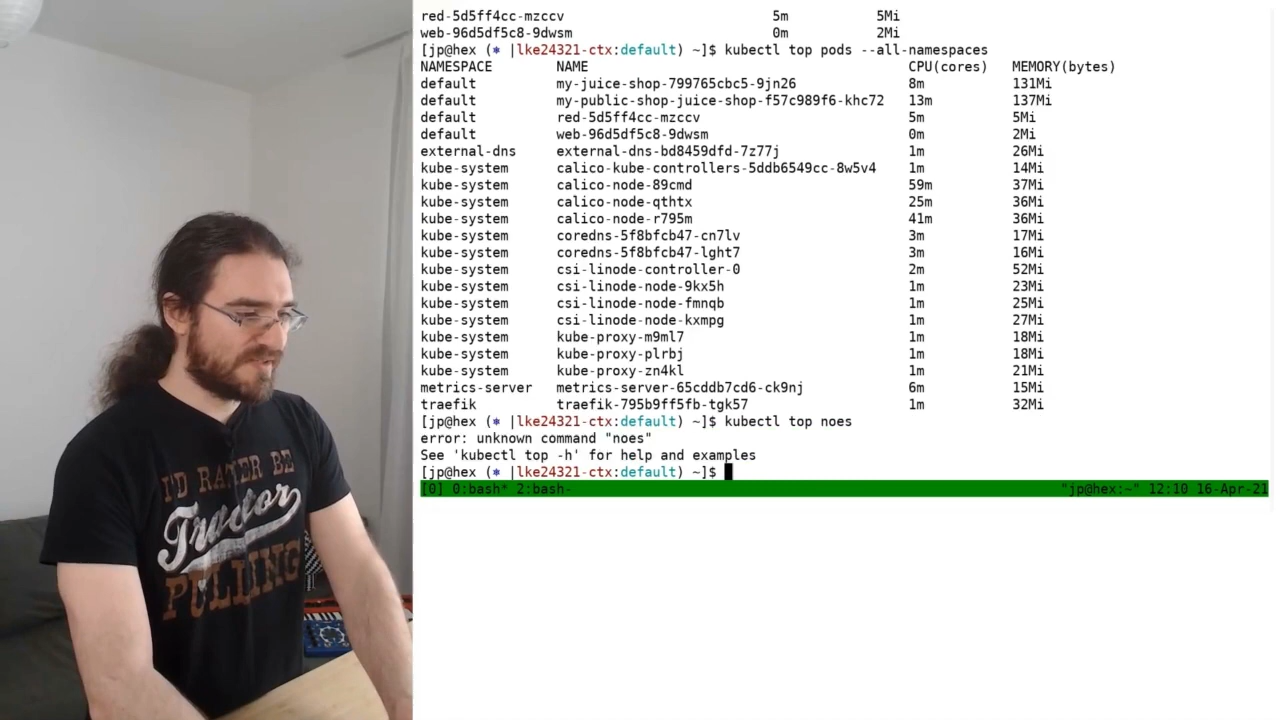 red-5d5ff4cc-mzccv 5m 5Mi
web-96d5df5c8-9dwsm 0m 2Mi
[jp@hex (* |lke24321-ctx:default) ~]$ kubectl top pods --all-namespaces
NAMESPACE NAME CPU(cores) MEMORY(bytes)
default my-juice-shop-799765cbc5-9jn26 8m 131Mi
default my-public-shop-juice-shop-f57c989f6-khc72 13m 137Mi
default red-5d5ff4cc-mzccv 5m 5Mi
default web-96d5df5c8-9dwsm 0m 2Mi
external-dns external-dns-bd8459dfd-7z77j 1m 26Mi
kube-system calico-kube-controllers-5ddb6549cc-8w5v4 1m 14Mi
kube-system calico-node-89cmd 59m 37Mi
kube-system calico-node-qthtx 25m 36Mi
kube-system calico-node-r795m 41m 36Mi
kube-system coredns-5f8bfcb47-cn7lv 3m 17Mi
kube-system coredns-5f8bfcb47-lght7 3m 16Mi
kube-system csi-linode-controller-0 2m 52Mi
kube-system csi-linode-node-9kx5h 1m 23Mi
kube-system csi-linode-node-fmnqb 1m 25Mi
kube-system csi-linode-node-kxmpg 1m 27Mi
kube-system kube-proxy-m9ml7 1m 18Mi
kube-system kube-proxy-plrbj 1m 18Mi
kube-system kube-proxy-zn4kl 1m 21Mi
metrics-server metrics-server-65cddb7cd6-ck9nj 6m 15Mi
traefik traefik-795b9ff5fb-tgk57 1m 32Mi
[jp@hex (* |lke24321-ctx:default) ~]$ kubectl top noes
error: unknown command "noes"
See 'kubectl top -h' for help and examples
[jp@hex (* |lke24321-ctx:default) ~]$
[0] 0:bash* 2:bash- "jp@hex:~" 12:10 16-Apr-21
I'D RATHER BE
Tractor
PULLING